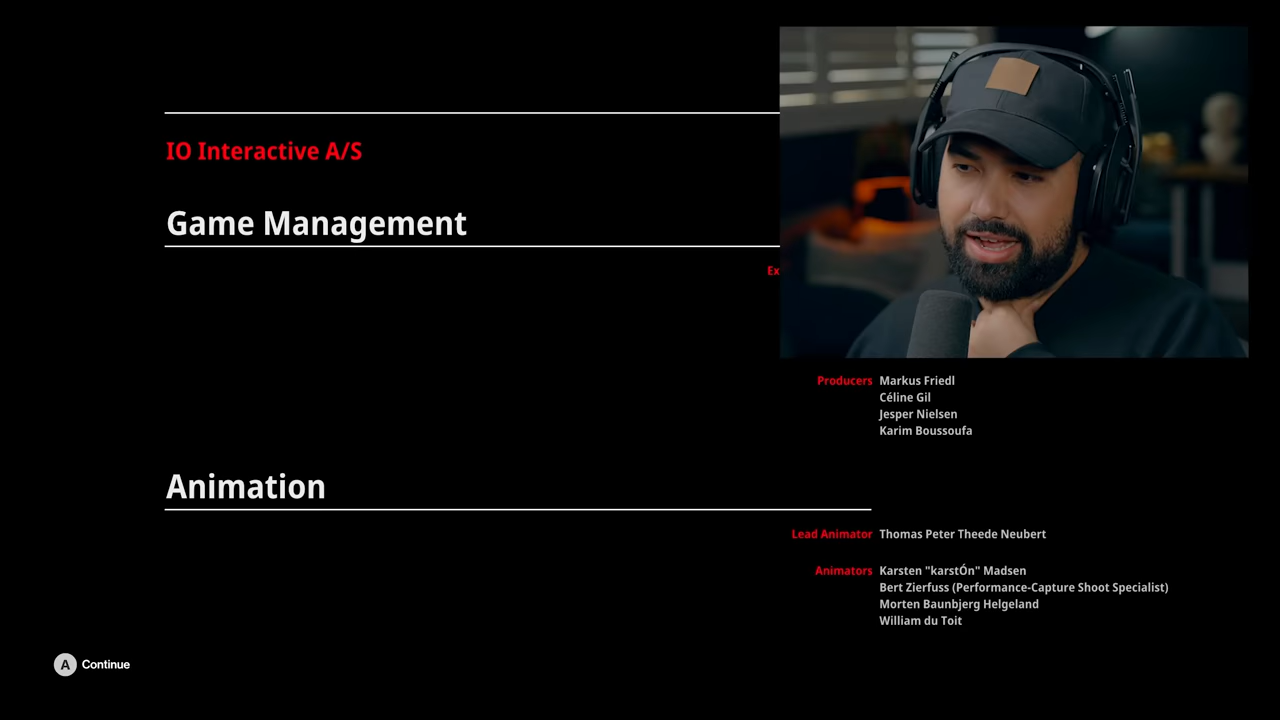 IO Interactive A/S
Game Management
Ex
Producers Markus Friedl
Céline Gil
Jesper Nielsen
Karim Boussoufa
Animation
Lead Animator Thomas Peter Theede Neubert
Animators Karsten "karstÓn" Madsen
Bert Zierfuss (Performance-Capture Shoot Specialist)
Morten Baunbjerg Helgeland
William du Toit
A Continue